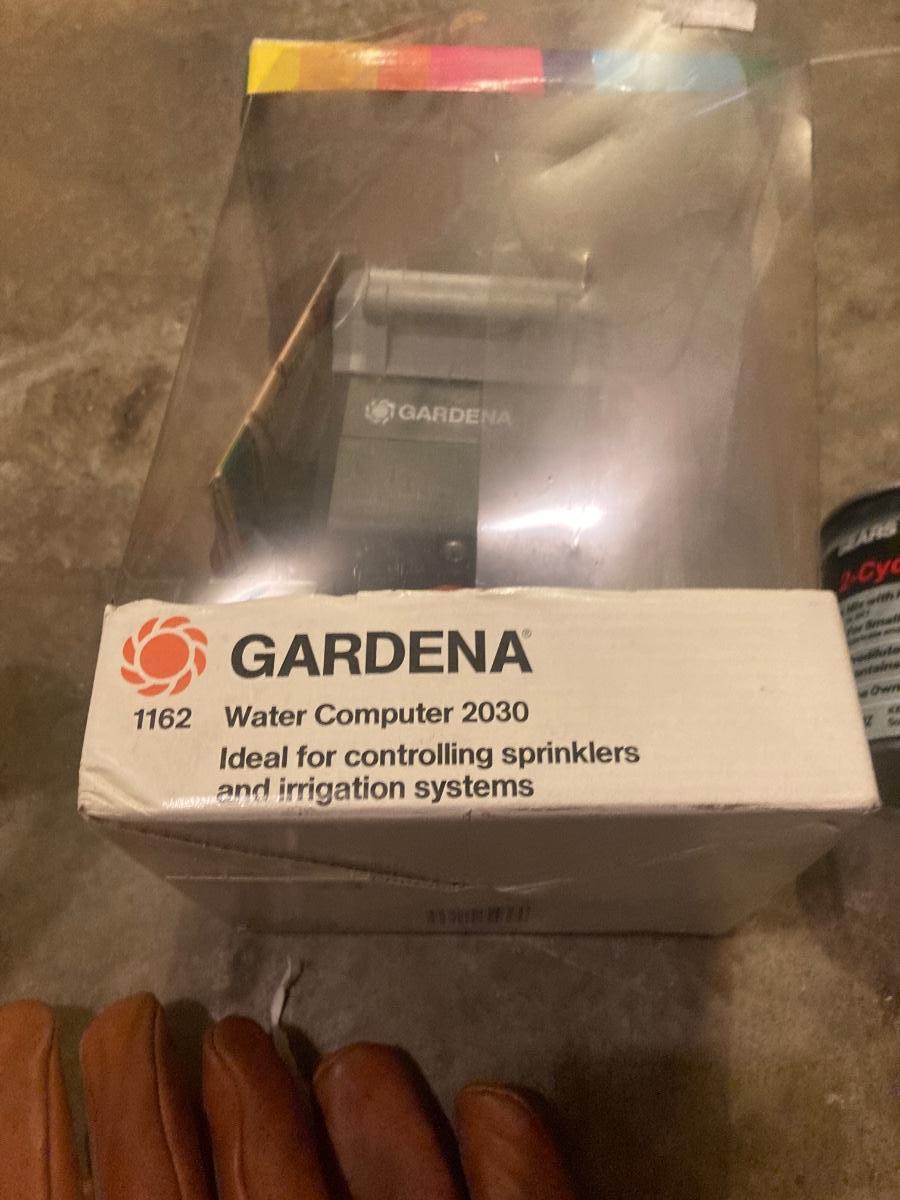 GARDENA
GARDENA®
1162 Water Computer 2030
Ideal for controlling sprinklers
and irrigation systems
SEARS
2-Cyc